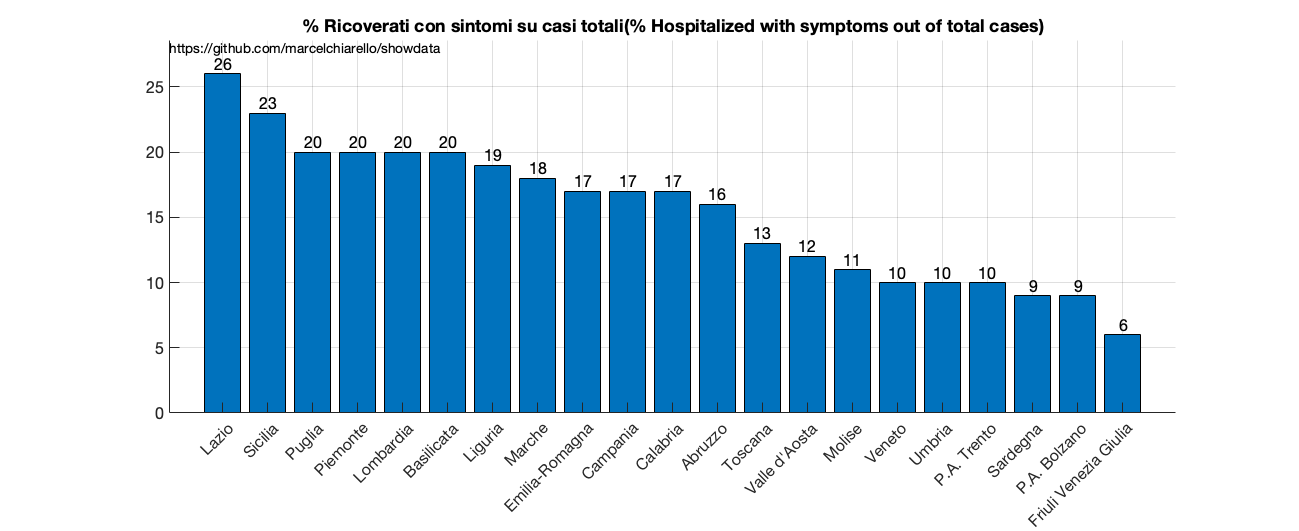 % Ricoverati con sintomi su casi totali(% Hospitalized with symptoms out of total cases)
https://github.com/marcelchiarello/showdata
26
23
20
20
20
20
19
18
17
17
17
16
13
12
11
10
10
10
9
9
6
25
20
15
10
5
0
Lazio
Sicilia
Puglia
Piemonte
Lombardia
Basilicata
Liguria
Marche
Emilia-Romagna
Campania
Calabria
Abruzzo
Toscana
Valle d'Aosta
Molise
Veneto
Umbria
P.A. Trento
Sardegna
P.A. Bolzano
Friuli Venezia Giulia